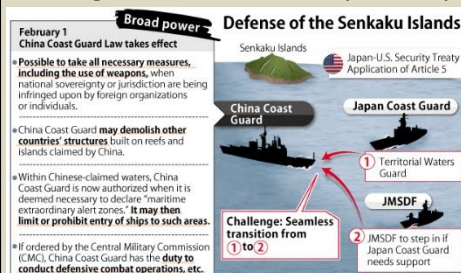 Broad power
February 1
China Coast Guard Law takes effect
•Possible to take all necessary measures,
including the use of weapons, when
national sovereignty or jurisdiction are being
infringed upon by foreign organizations
or individuals.
•China Coast Guard may demolish other
countries' structures built on reefs and
islands claimed by China.
•Within Chinese-claimed waters, China
Coast Guard is now authorized when it is
deemed necessary to declare "maritime
extraordinary alert zones." It may then
limit or prohibit entry of ships to such areas.
•If ordered by the Central Military Commission
(CMC), China Coast Guard has the duty to
conduct defensive combat operations, etc.
Defense of the Senkaku Islands
Senkaku Islands
Japan-U.S. Security Treaty
Application of Article 5
China Coast
Guard
Japan Coast Guard
1 Territorial Waters
Guard
JMSDF
Challenge: Seamless
transition from
1 to 2
2 JMSDF to step in if
Japan Coast Guard
needs support